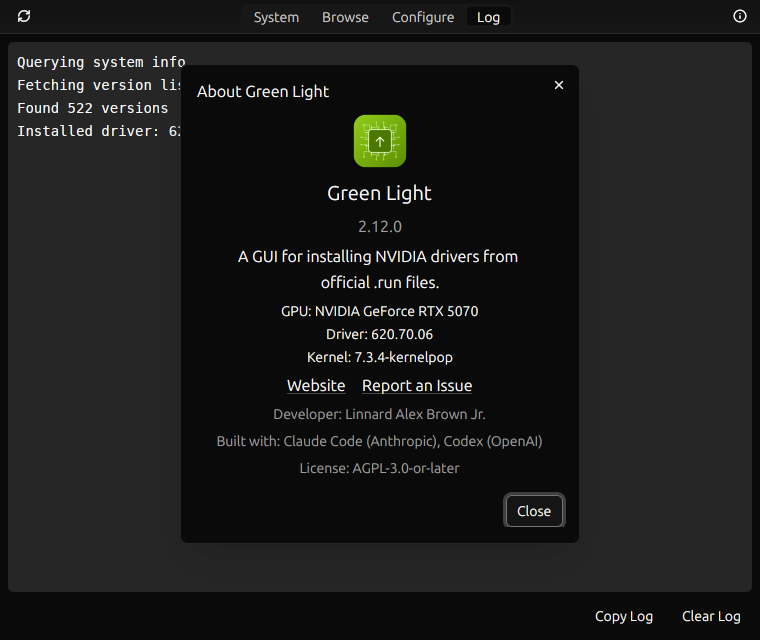 System Browse Configure Log
Querying system info
Fetching version lis
Found 522 versions
Installed driver: 62
About Green Light
Green Light
2.12.0
A GUI for installing NVIDIA drivers from
official .run files.
GPU: NVIDIA GeForce RTX 5070
Driver: 620.70.06
Kernel: 7.3.4-kernelpop
Website Report an Issue
Developer: Linnard Alex Brown Jr.
Built with: Claude Code (Anthropic), Codex (OpenAI)
License: AGPL-3.0-or-later
Close
Copy Log Clear Log